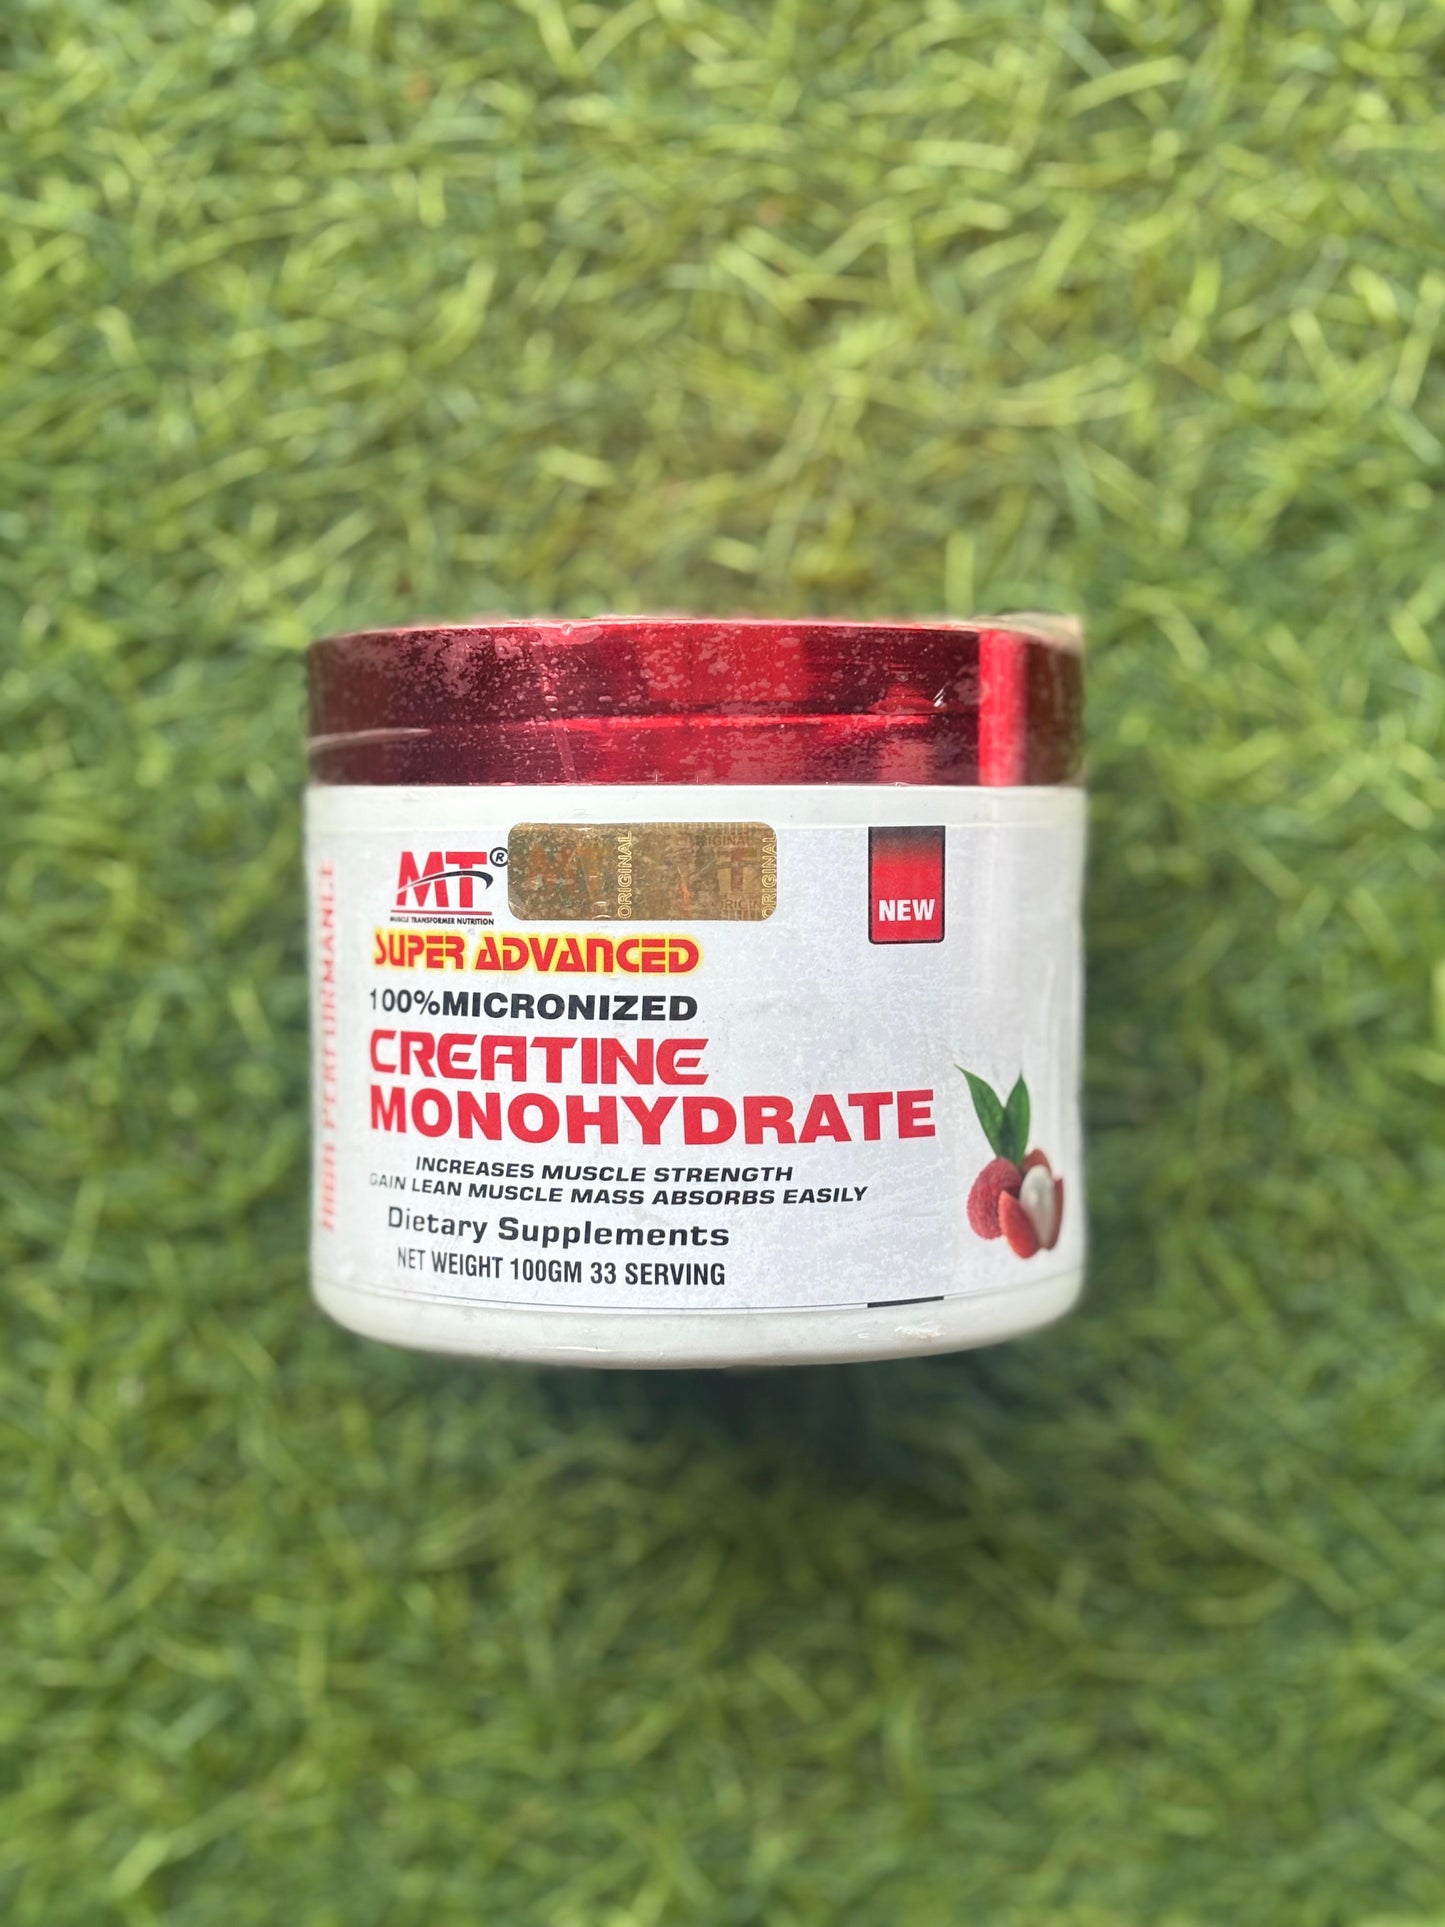 MT®
MUSCLE TRANSFORMER NUTRITION
ORIGINAL
ORIGINAL
NEW
HIGH PERFORMANCE
SUPER ADVANCED
100%MICRONIZED
CREATINE
MONOHYDRATE
INCREASES MUSCLE STRENGTH
GAIN LEAN MUSCLE MASS ABSORBS EASILY
Dietary Supplements
NET WEIGHT 100GM 33 SERVING